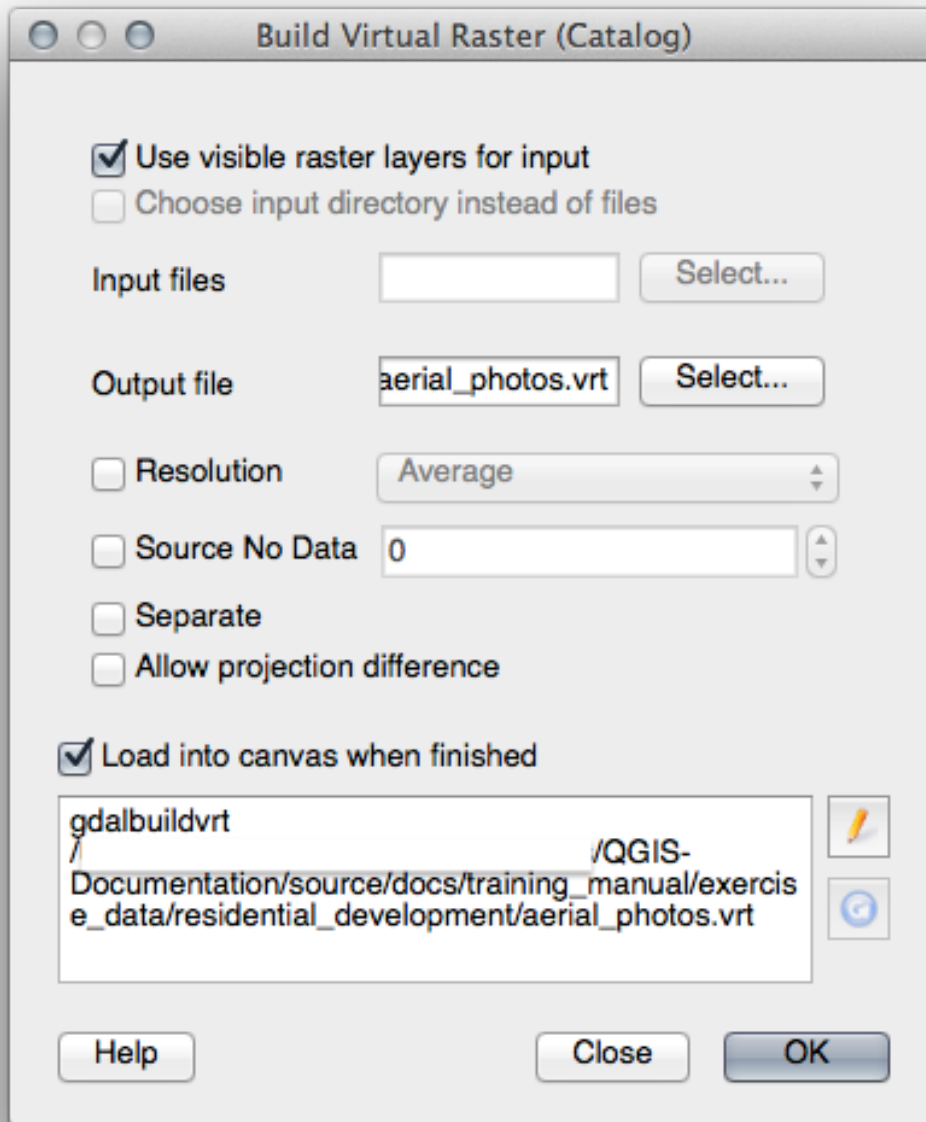 Build Virtual Raster (Catalog)
Use visible raster layers for input
Choose input directory instead of files
Input files
Select...
Output file
aerial_photos.vrt
Select...
Resolution
Average
Source No Data
0
Separate
Allow projection difference
Load into canvas when finished
gdalbuildvrt
/ /QGIS-
Documentation/source/docs/training_manual/exercis
e_data/residential_development/aerial_photos.vrt
Help
Close
OK